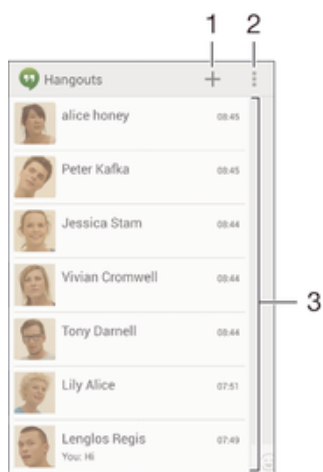 1 2
Hangouts
alice honey 08:45
Peter Kafka 08:45
Jessica Stam 08:44
3
Vivian Cromwell 08:44
Tony Darnell 08:44
Lily Alice 07:51
Lenglos Regis 07:49
You: Hi